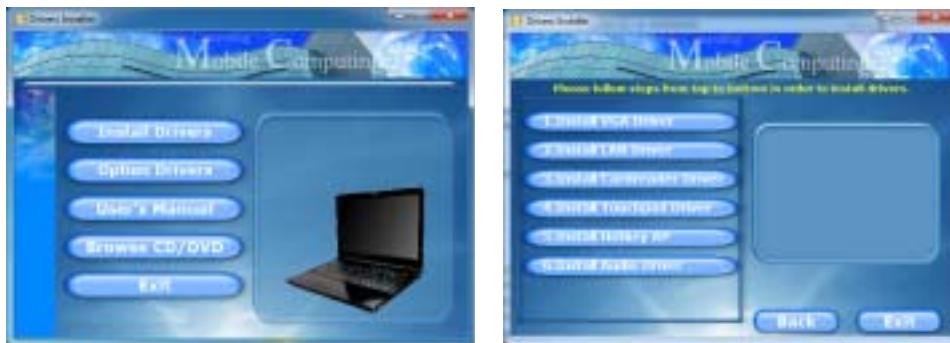 Drivers Installer
Mobile Computing
Install Drivers
Option Drivers
User's Manual
Browse CD/DVD
Exit
Drivers Installer
Mobile Computing
Please follow steps from top to bottom in order to install drivers.
1.Install VGA Driver
2.Install LAN Driver
3.Install Cardreader Driver
4.Install Touchpad Driver
5.Install Hotkey AP
6.Install Audio Driver
Back
Exit